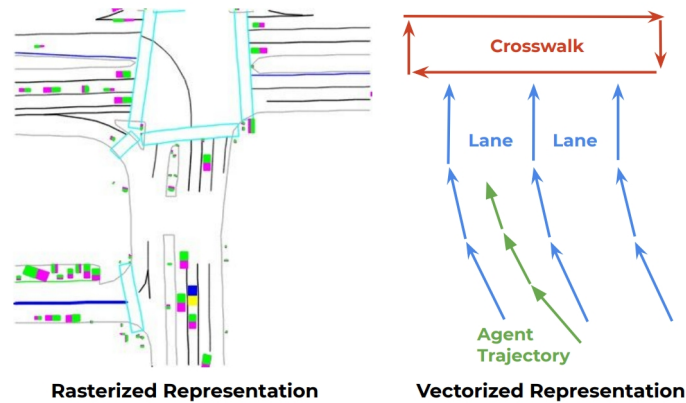 Crosswalk
Lane Lane
Agent
Trajectory
Rasterized Representation Vectorized Representation